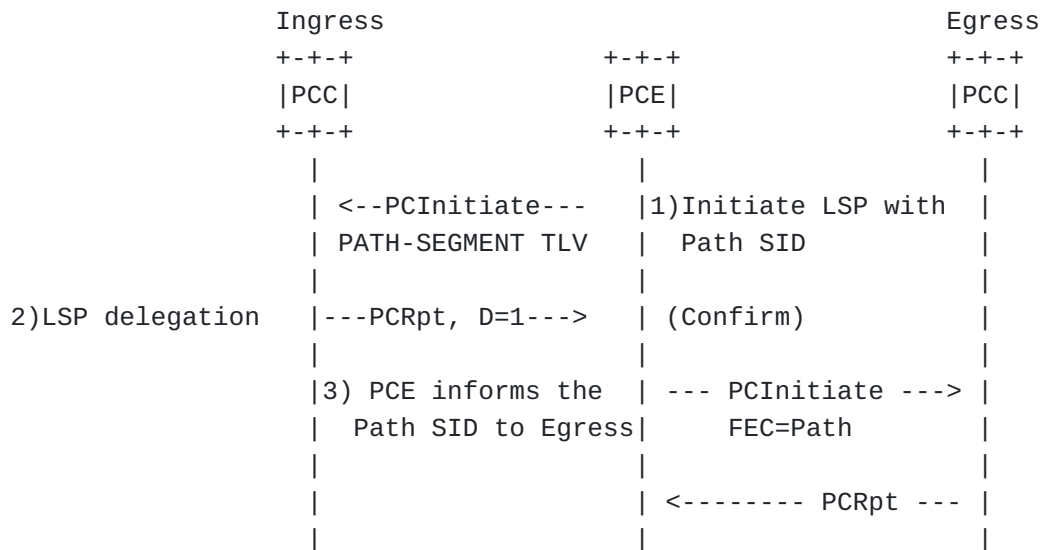 Ingress                                  Egress
                 +-+-+               +-+-+                +-+-+
                 |PCC|               |PCE|                |PCC|
                 +-+-+               +-+-+                +-+-+
                   |                   |                    |
                   | <--PCInitiate---  |1)Initiate LSP with |
                   | PATH-SEGMENT TLV  |  Path SID          |
                   |                   |                    |
2)LSP delegation   |---PCRpt, D=1--->  | (Confirm)          |
                   |                   |                    |
                   |3) PCE informs the | --- PCInitiate ---> |
                   |  Path SID to Egress|     FEC=Path       |
                   |                   |                    |
                   |                   | <-------- PCRpt --- |
                   |                   |                    |